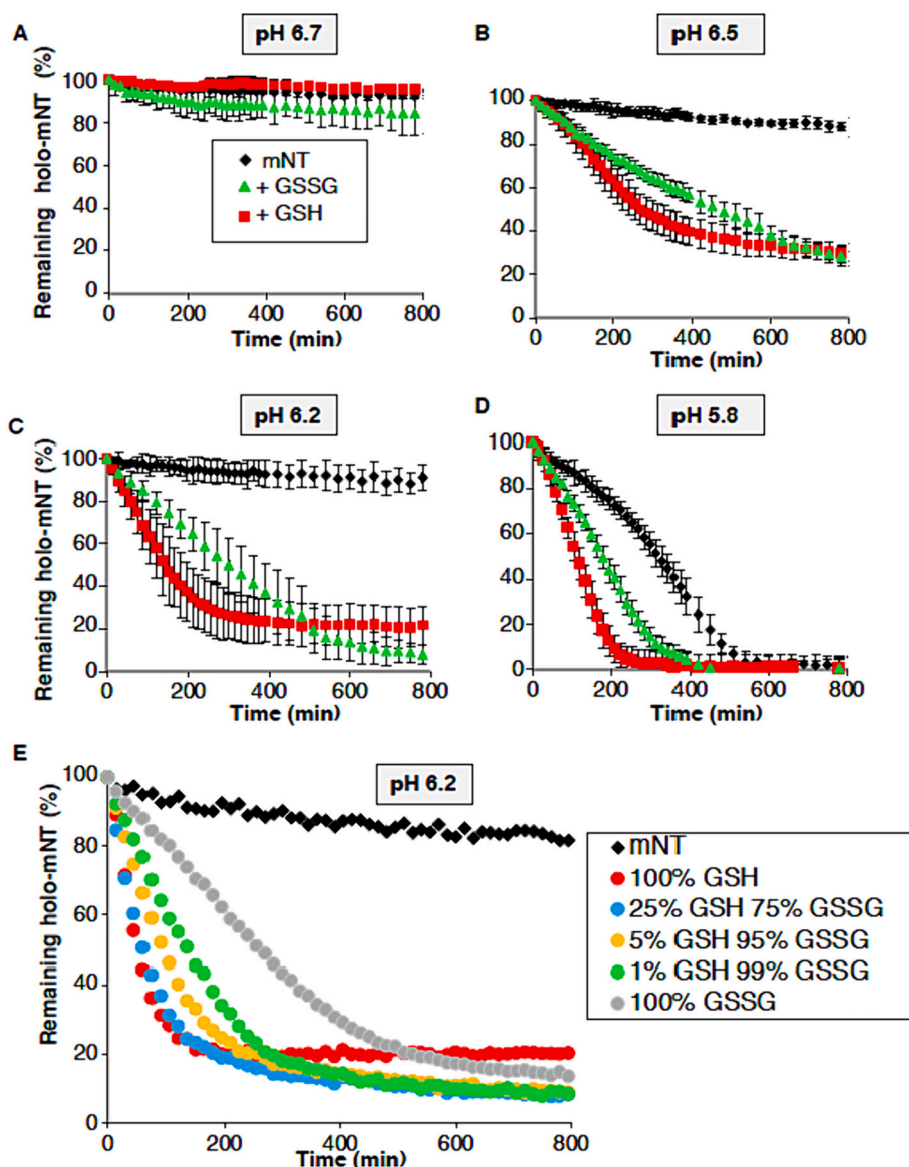 A
pH 6.7
Remaining holo-mNT (%)
100
80
60
40
20
0
mNT
+ GSSG
+ GSH
0 200 400 600 800
Time (min)
B
pH 6.5
100
80
60
40
20
0
0 200 400 600 800
Time (min)
C
pH 6.2
Remaining holo-mNT (%)
100
80
60
40
20
0
0 200 400 600 800
Time (min)
D
pH 5.8
100
80
60
40
20
0
0 200 400 600 800
Time (min)
E
pH 6.2
Remaining holo-mNT (%)
100
80
60
40
20
0
0 200 400 600 800
Time (min)
mNT
100% GSH
25% GSH 75% GSSG
5% GSH 95% GSSG
1% GSH 99% GSSG
100% GSSG